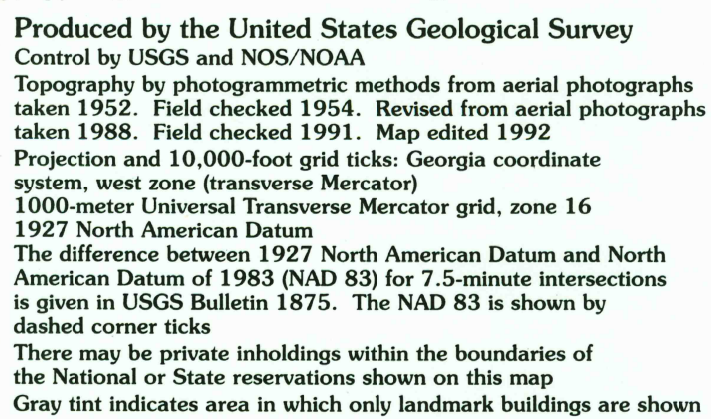 Produced by the United States Geological Survey
Control by USGS and NOS/NOAA
Topography by photogrammetric methods from aerial photographs
taken 1952. Field checked 1954. Revised from aerial photographs
taken 1988. Field checked 1991. Map edited 1992
Projection and 10,000-foot grid ticks: Georgia coordinate
system, west zone (transverse Mercator)
1000-meter Universal Transverse Mercator grid, zone 16
1927 North American Datum
The difference between 1927 North American Datum and North
American Datum of 1983 (NAD 83) for 7.5-minute intersections
is given in USGS Bulletin 1875. The NAD 83 is shown by
dashed corner ticks
There may be private inholdings within the boundaries of
the National or State reservations shown on this map
Gray tint indicates area in which only landmark buildings are shown